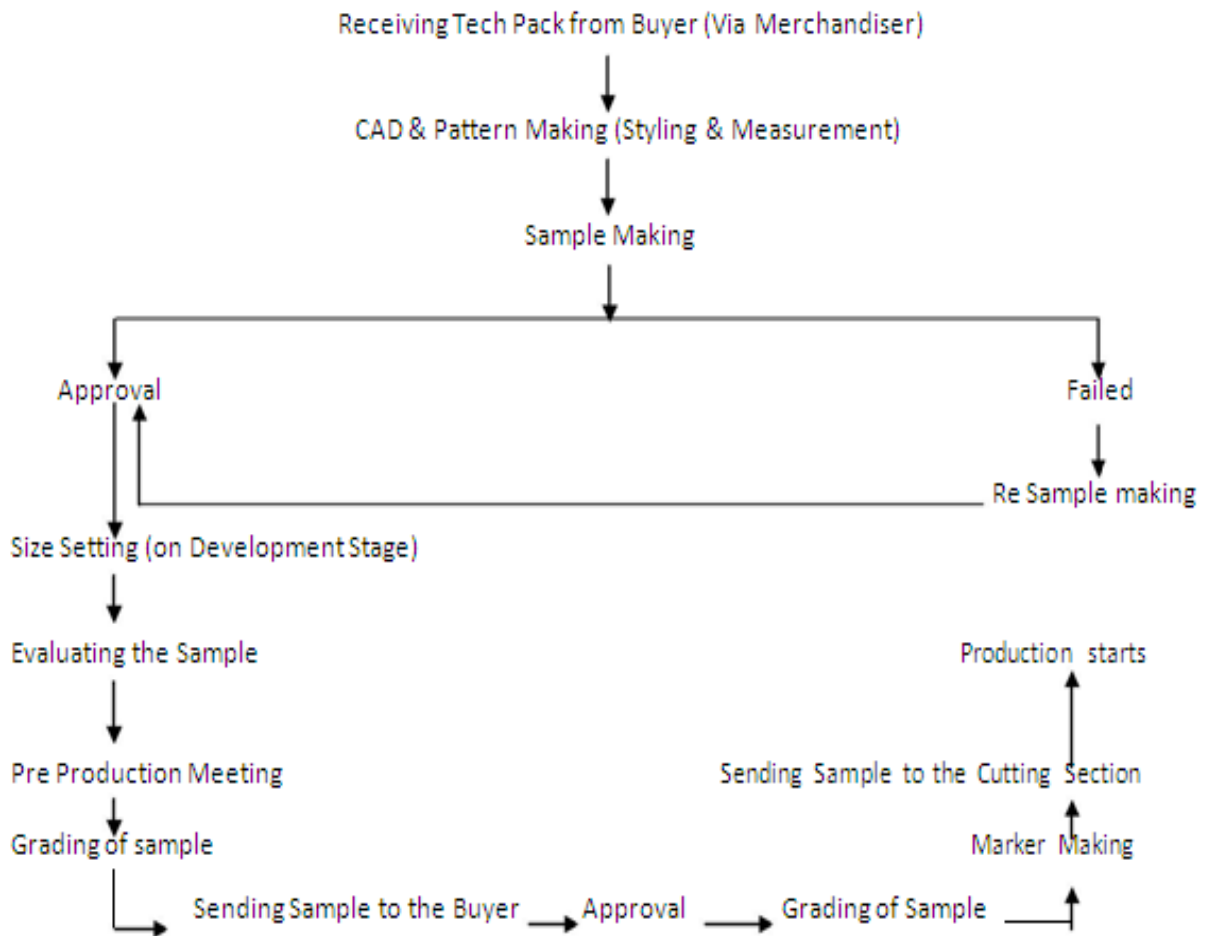 Receiving Tech Pack from Buyer (Via Merchandiser)
CAD & Pattern Making (Styling & Measurement)
Sample Making
Approval
Failed
Re Sample making
Size Setting (on Development Stage)
Evaluating the Sample
Production starts
Pre Production Meeting
Sending Sample to the Cutting Section
Grading of sample
Marker Making
Sending Sample to the Buyer
Approval
Grading of Sample